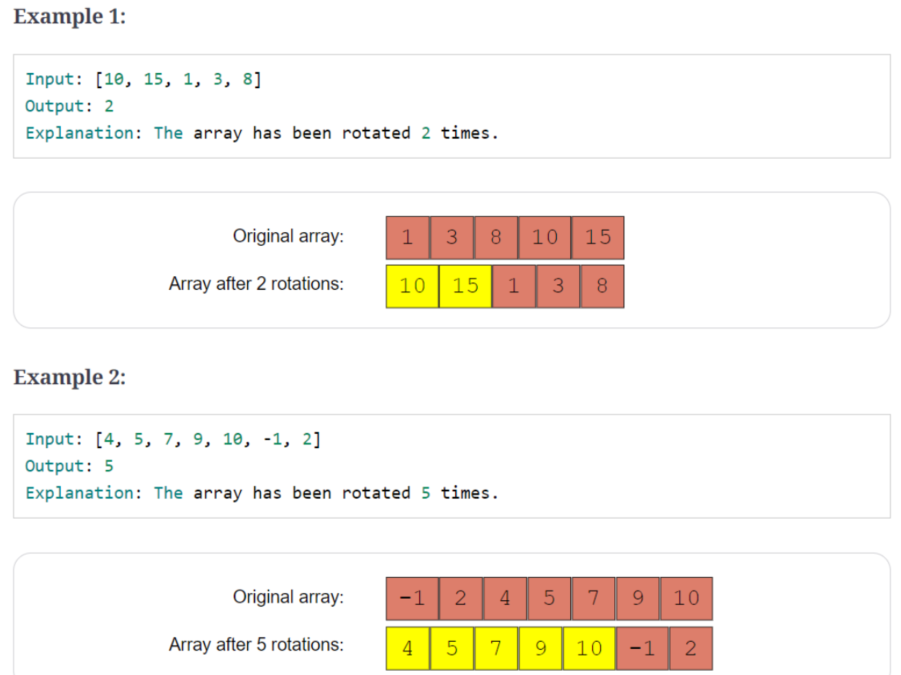 Example 1:
Input: [10, 15, 1, 3, 8]
Output: 2
Explanation: The array has been rotated 2 times.
Original array: 1 3 8 10 15
Array after 2 rotations: 10 15 1 3 8
Example 2:
Input: [4, 5, 7, 9, 10, -1, 2]
Output: 5
Explanation: The array has been rotated 5 times.
Original array: -1 2 4 5 7 9 10
Array after 5 rotations: 4 5 7 9 10 -1 2